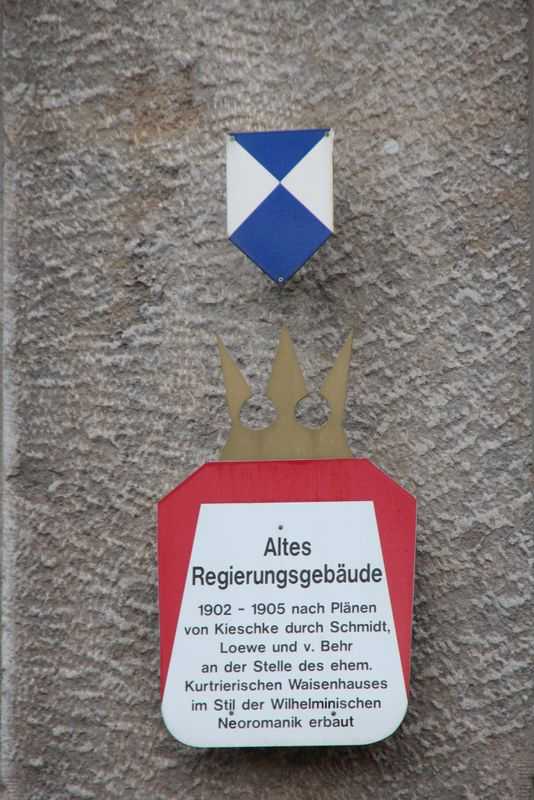 Altes
Regierungsgebäude
1902 - 1905 nach Plänen
von Kieschke durch Schmidt,
Loewe und v. Behr
an der Stelle des ehem.
Kurtrierischen Waisenhauses
im Stil der Wilhelminischen
Neoromanik erbaut